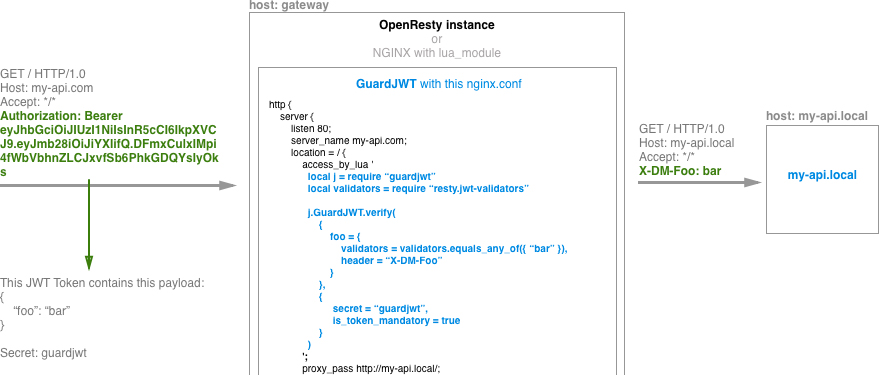 host: gateway
OpenResty instance
or
NGINX with lua_module
GuardJWT with this nginx.conf
GET / HTTP/1.0
Host: my-api.com
Accept: */*
Authorization: Bearer
eyJhbGciOiJIUzI1NiIsInR5cCI6IkpXVC
J9.eyJmb28iOiJiYXIifQ.DFmxCulxIMpi
4fWbVbhnZLCJxvfSb6PhkGDQYslyOk
s
This JWT Token contains this payload:
{
“foo”: “bar”
}
Secret: guardjwt
http {
server {
listen 80;
server_name my-api.com;
location = / {
access_by_lua '
local j = require “guardjwt”
local validators = require “resty.jwt-validators”
j.GuardJWT.verify(
{
foo = {
validators = validators.equals_any_of({ “bar” }),
header = “X-DM-Foo”
}
},
{
secret = “guardjwt”,
is_token_mandatory = true
}
)
';
proxy_pass http://my-api.local/;
GET / HTTP/1.0
Host: my-api.local
Accept: */*
X-DM-Foo: bar
host: my-api.local
my-api.local